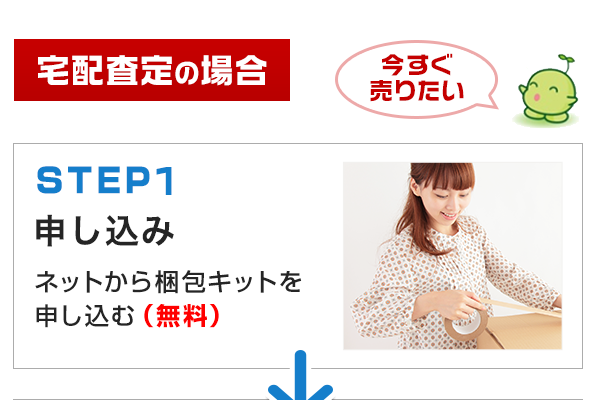 宅配査定の場合
今すぐ
売りたい
STEP1
申し込み
ネットから梱包キットを
申し込む（無料）